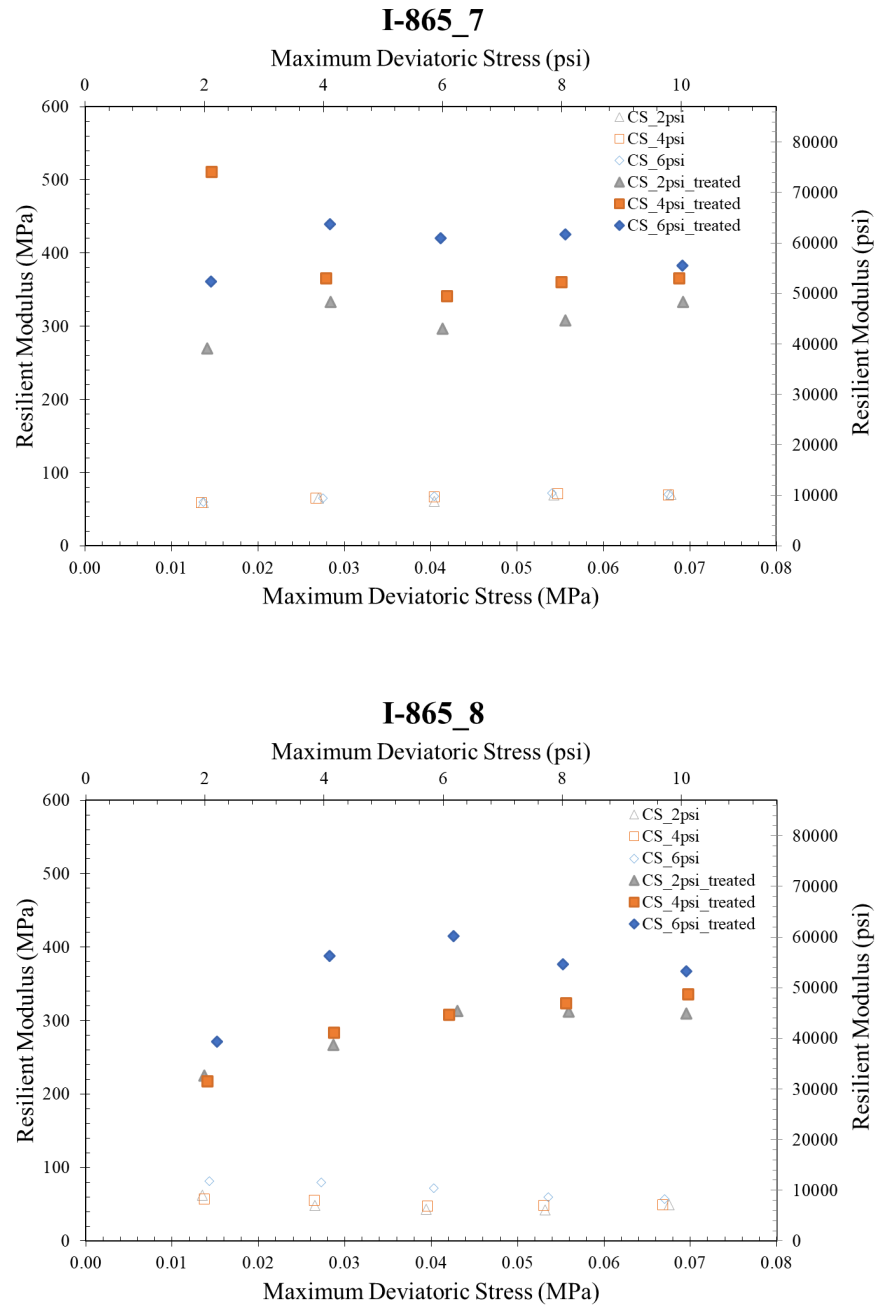 I-865_7
Maximum Deviatoric Stress (psi)
0 2 4 6 8 10
600
500
400
300
200
100
0
Resilient Modulus (MPa)
CS_2psi
CS_4psi
CS_6psi
CS_2psi_treated
CS_4psi_treated
CS_6psi_treated
80000
70000
60000
50000
40000
30000
20000
10000
0
Resilient Modulus (psi)
0.00 0.01 0.02 0.03 0.04 0.05 0.06 0.07 0.08
Maximum Deviatoric Stress (MPa)
I-865_8
Maximum Deviatoric Stress (psi)
0 2 4 6 8 10
600
500
400
300
200
100
0
Resilient Modulus (MPa)
CS_2psi
CS_4psi
CS_6psi
CS_2psi_treated
CS_4psi_treated
CS_6psi_treated
80000
70000
60000
50000
40000
30000
20000
10000
0
Resilient Modulus (psi)
0.00 0.01 0.02 0.03 0.04 0.05 0.06 0.07 0.08
Maximum Deviatoric Stress (MPa)